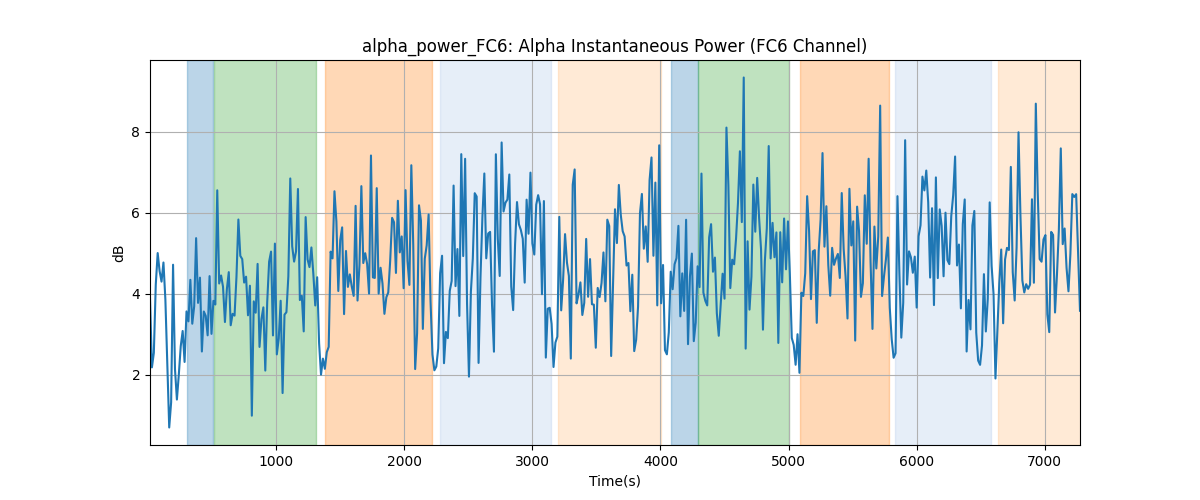 alpha_power_FC6: Alpha Instantaneous Power (FC6 Channel)
dB
8
6
4
2
1000 2000 3000 4000 5000 6000 7000
Time(s)